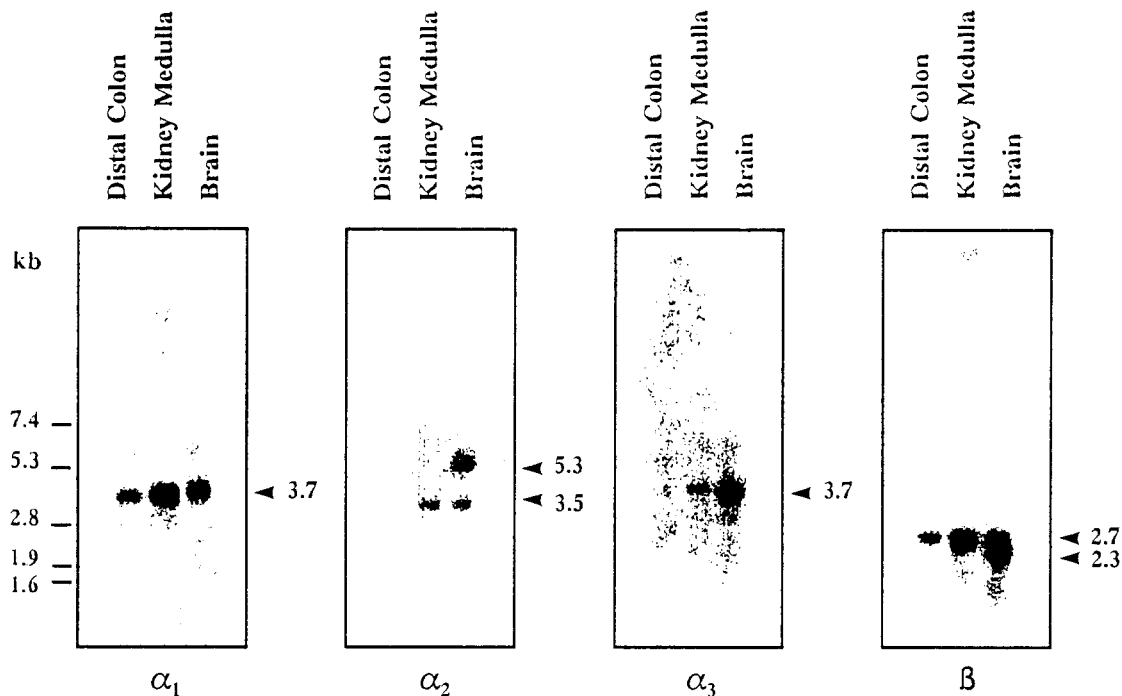 Distal Colon
Kidney Medulla
Brain
Distal Colon
Kidney Medulla
Brain
Distal Colon
Kidney Medulla
Brain
Distal Colon
Kidney Medulla
Brain
kb
7.4
5.3
2.8
1.9
1.6
3.7
5.3
3.5
3.7
2.7
2.3
α1
α2
α3
ß